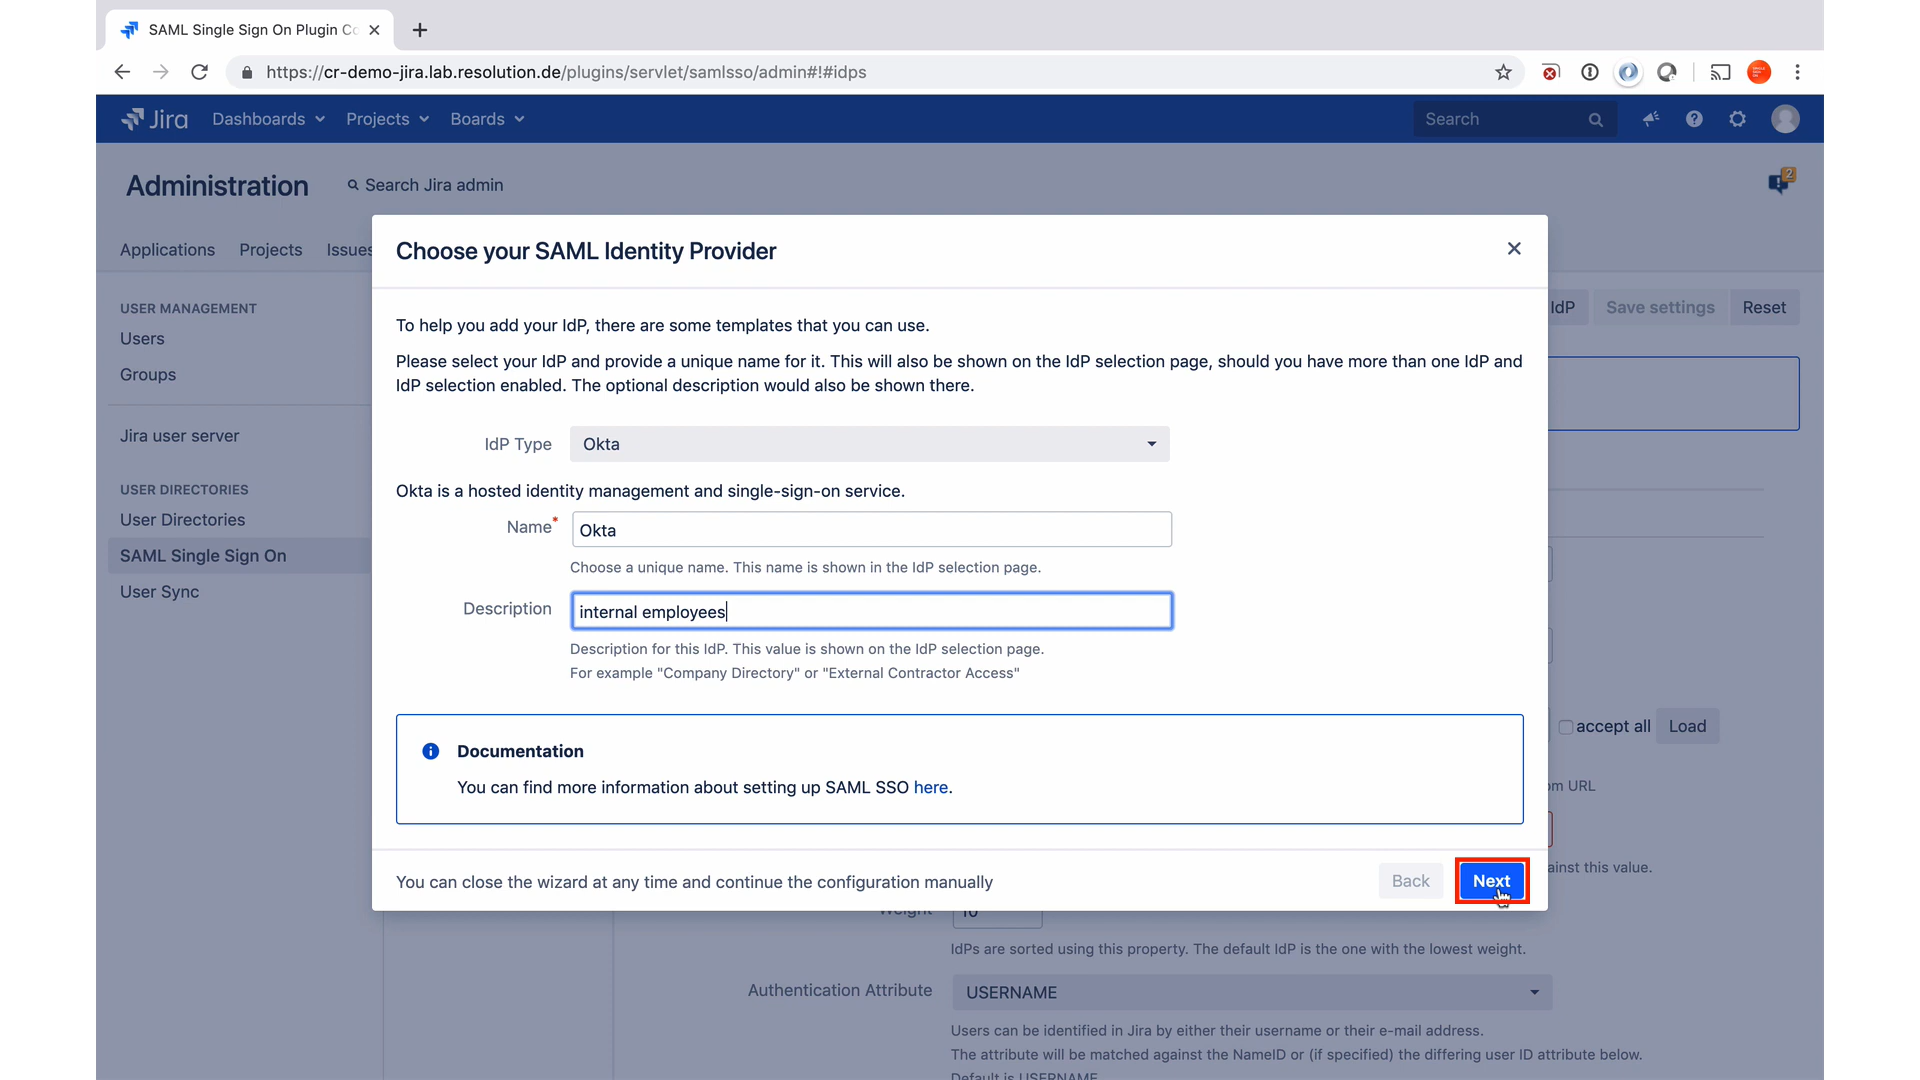 SAML Single Sign On Plugin Co
https://cr-demo-jira.lab.resolution.de/plugins/servlet/samlsso/admin#!#idps
Jira Dashboards Projects Boards Search
Administration Search Jira admin 2
Applications Projects Issues
Choose your SAML Identity Provider
USER MANAGEMENT
Users
Groups
Jira user server
USER DIRECTORIES
User Directories
SAML Single Sign On
User Sync
IdP Save settings Reset
To help you add your IdP, there are some templates that you can use.
Please select your IdP and provide a unique name for it. This will also be shown on the IdP selection page, should you have more than one IdP and
IdP selection enabled. The optional description would also be shown there.
IdP Type Okta
Okta is a hosted identity management and single-sign-on service.
Name* Okta
Choose a unique name. This name is shown in the IdP selection page.
Description internal employees
Description for this IdP. This value is shown on the IdP selection page.
For example "Company Directory" or "External Contractor Access"
Documentation
You can find more information about setting up SAML SSO here.
You can close the wizard at any time and continue the configuration manually
Back Next
accept all Load
om URL
ainst this value.
Weight 10
IdPs are sorted using this property. The default IdP is the one with the lowest weight.
Authentication Attribute USERNAME
Users can be identified in Jira by either their username or their e-mail address.
The attribute will be matched against the NameID or (if specified) the differing user ID attribute below.
Default is USERNAME